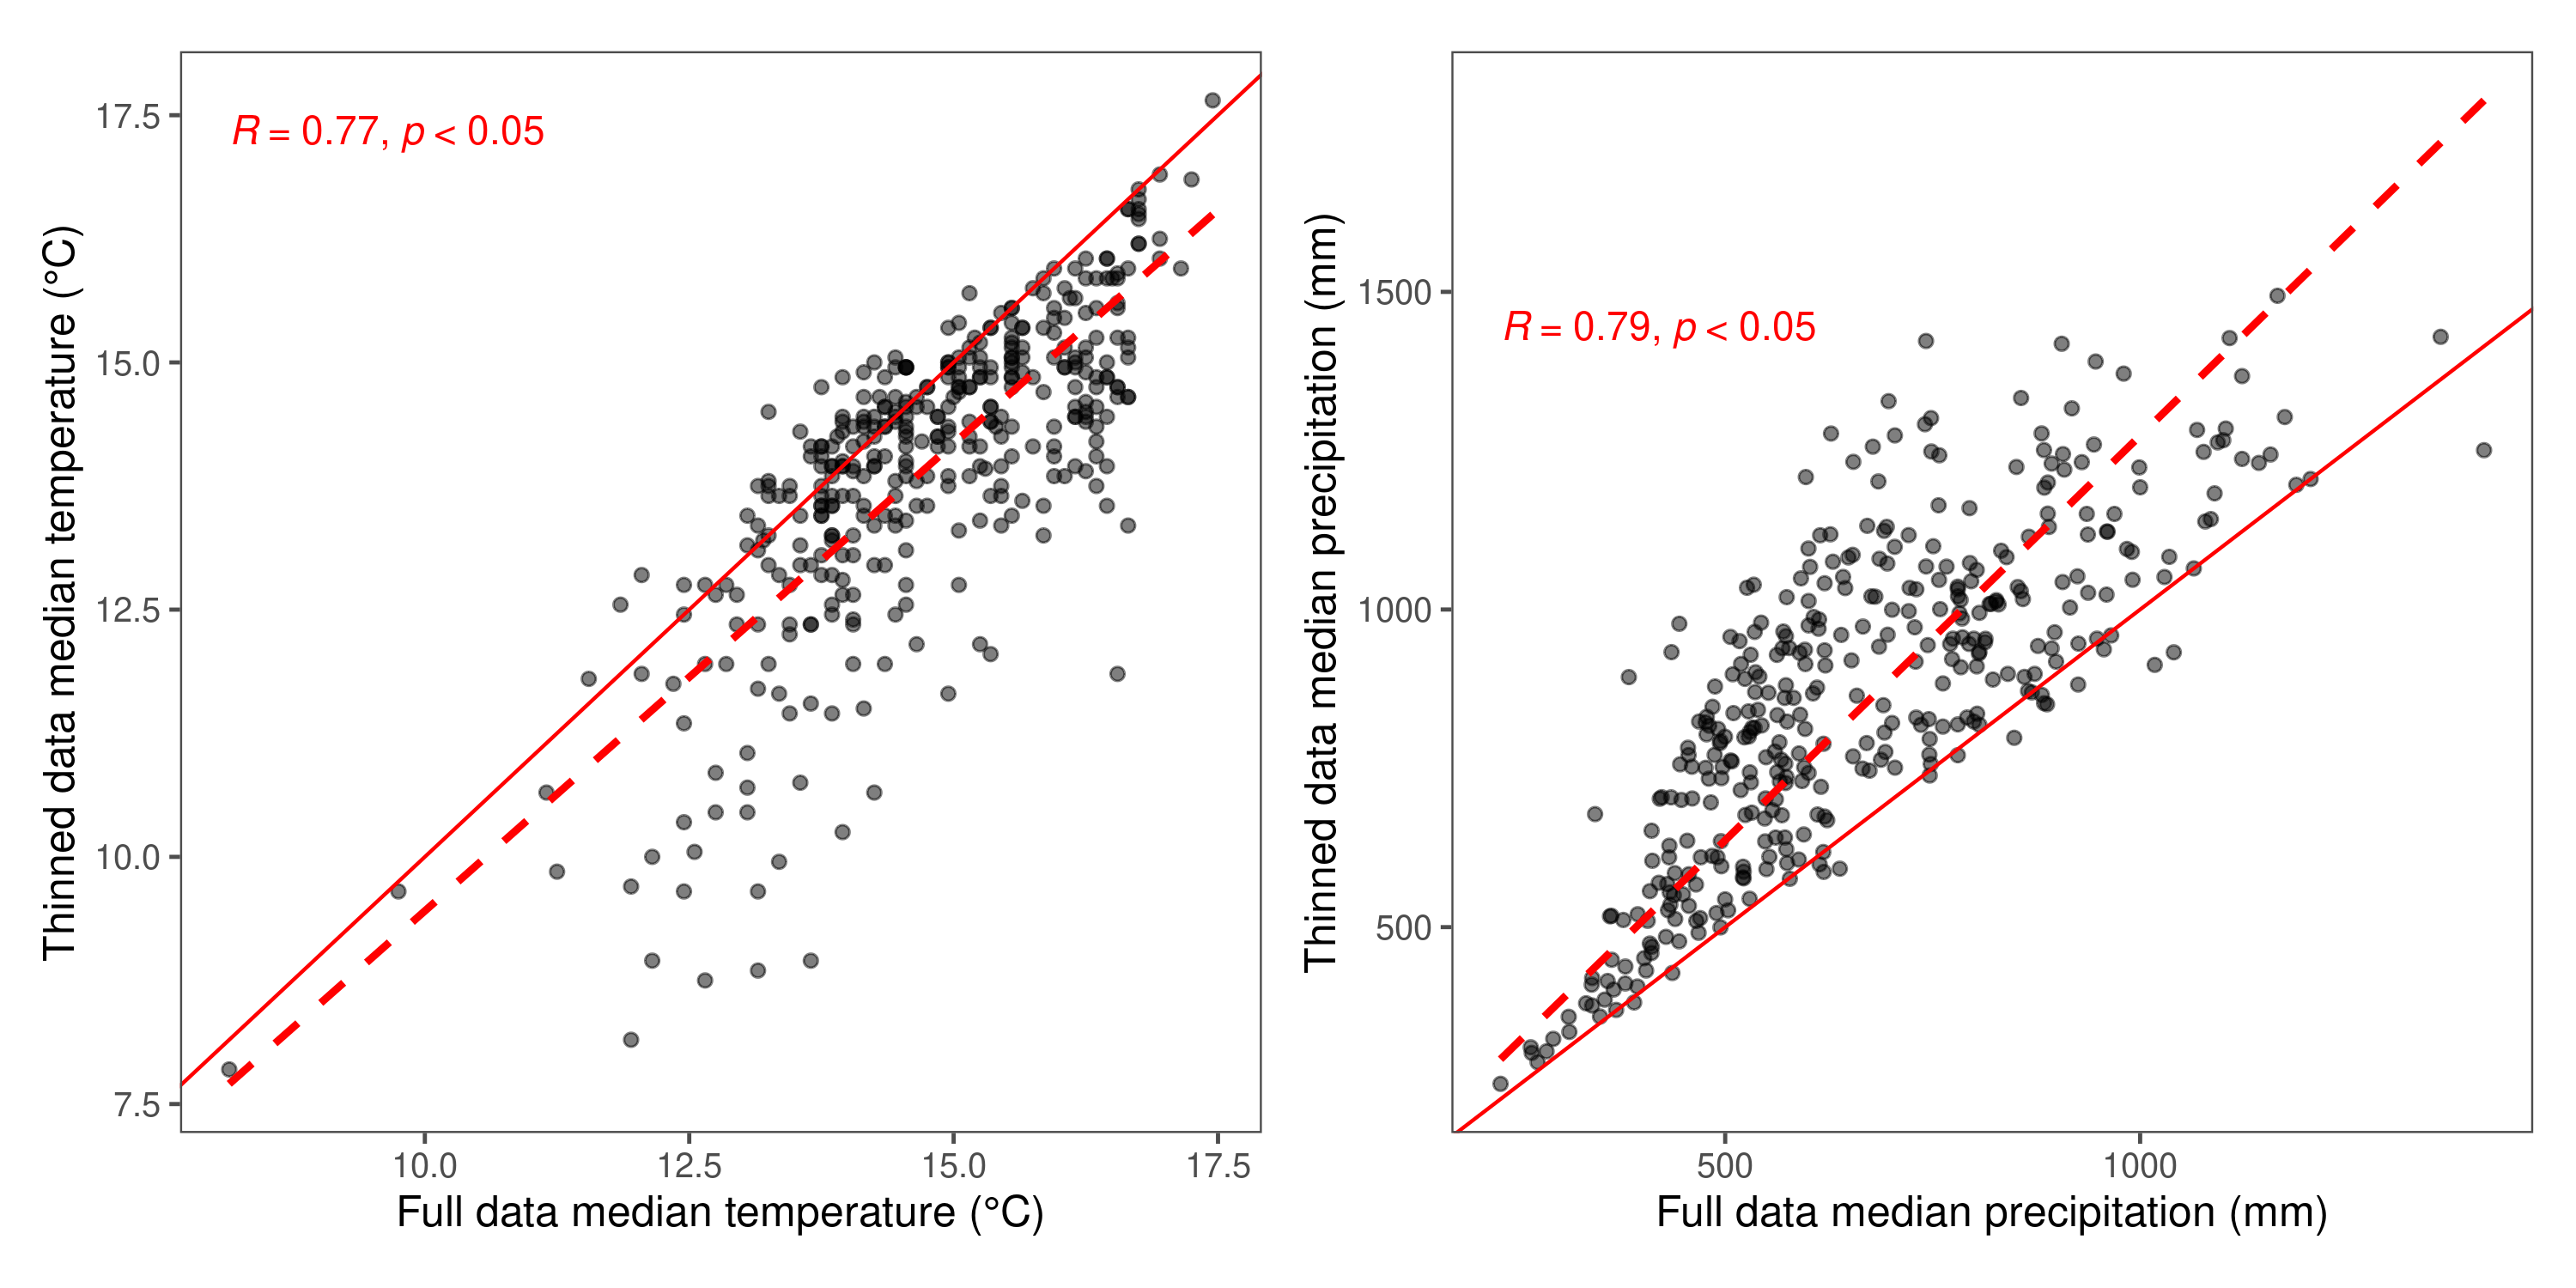 17.5
15.0
12.5
10.0
7.5
Thinned data median temperature (°C)
R = 0.77, p < 0.05
10.0 12.5 15.0 17.5
Full data median temperature (°C)
1500
1000
500
Thinned data median precipitation (mm)
R = 0.79, p < 0.05
500 1000
Full data median precipitation (mm)